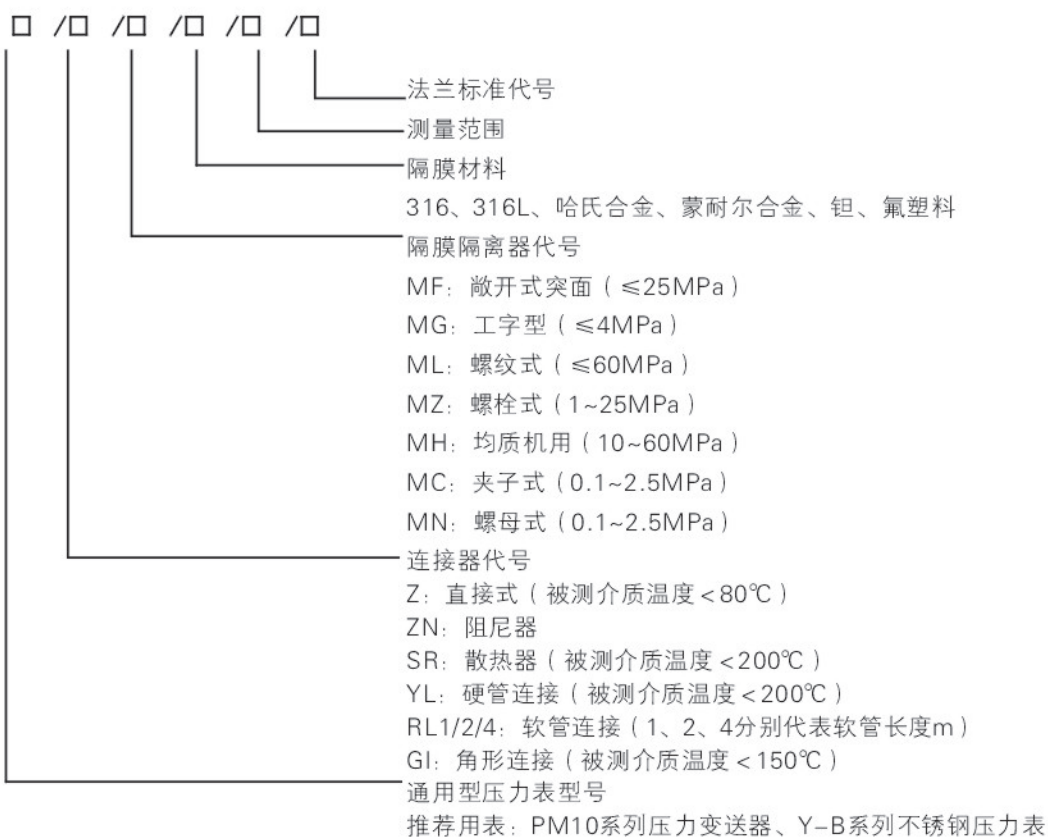 □ /□ /□ /□ /□ /□
法兰标准代号
测量范围
隔膜材料
316、316L、哈氏合金、蒙耐尔合金、钽、氟塑料
隔膜隔离器代号
MF：敞开式突面（≤25MPa）
MG：工字型（≤4MPa）
ML：螺纹式（≤60MPa）
MZ：螺栓式（1~25MPa）
MH：均质机用（10~60MPa）
MC：夹子式（0.1~2.5MPa）
MN：螺母式（0.1~2.5MPa）
连接器代号
Z：直接式（被测介质温度<80℃）
ZN：阻尼器
SR：散热器（被测介质温度<200℃）
YL：硬管连接（被测介质温度<200℃）
RL1/2/4：软管连接（1、2、4分别代表软管长度m）
GI：角形连接（被测介质温度<150℃）
通用型压力表型号
推荐用表：PM10系列压力变送器、Y-B系列不锈钢压力表